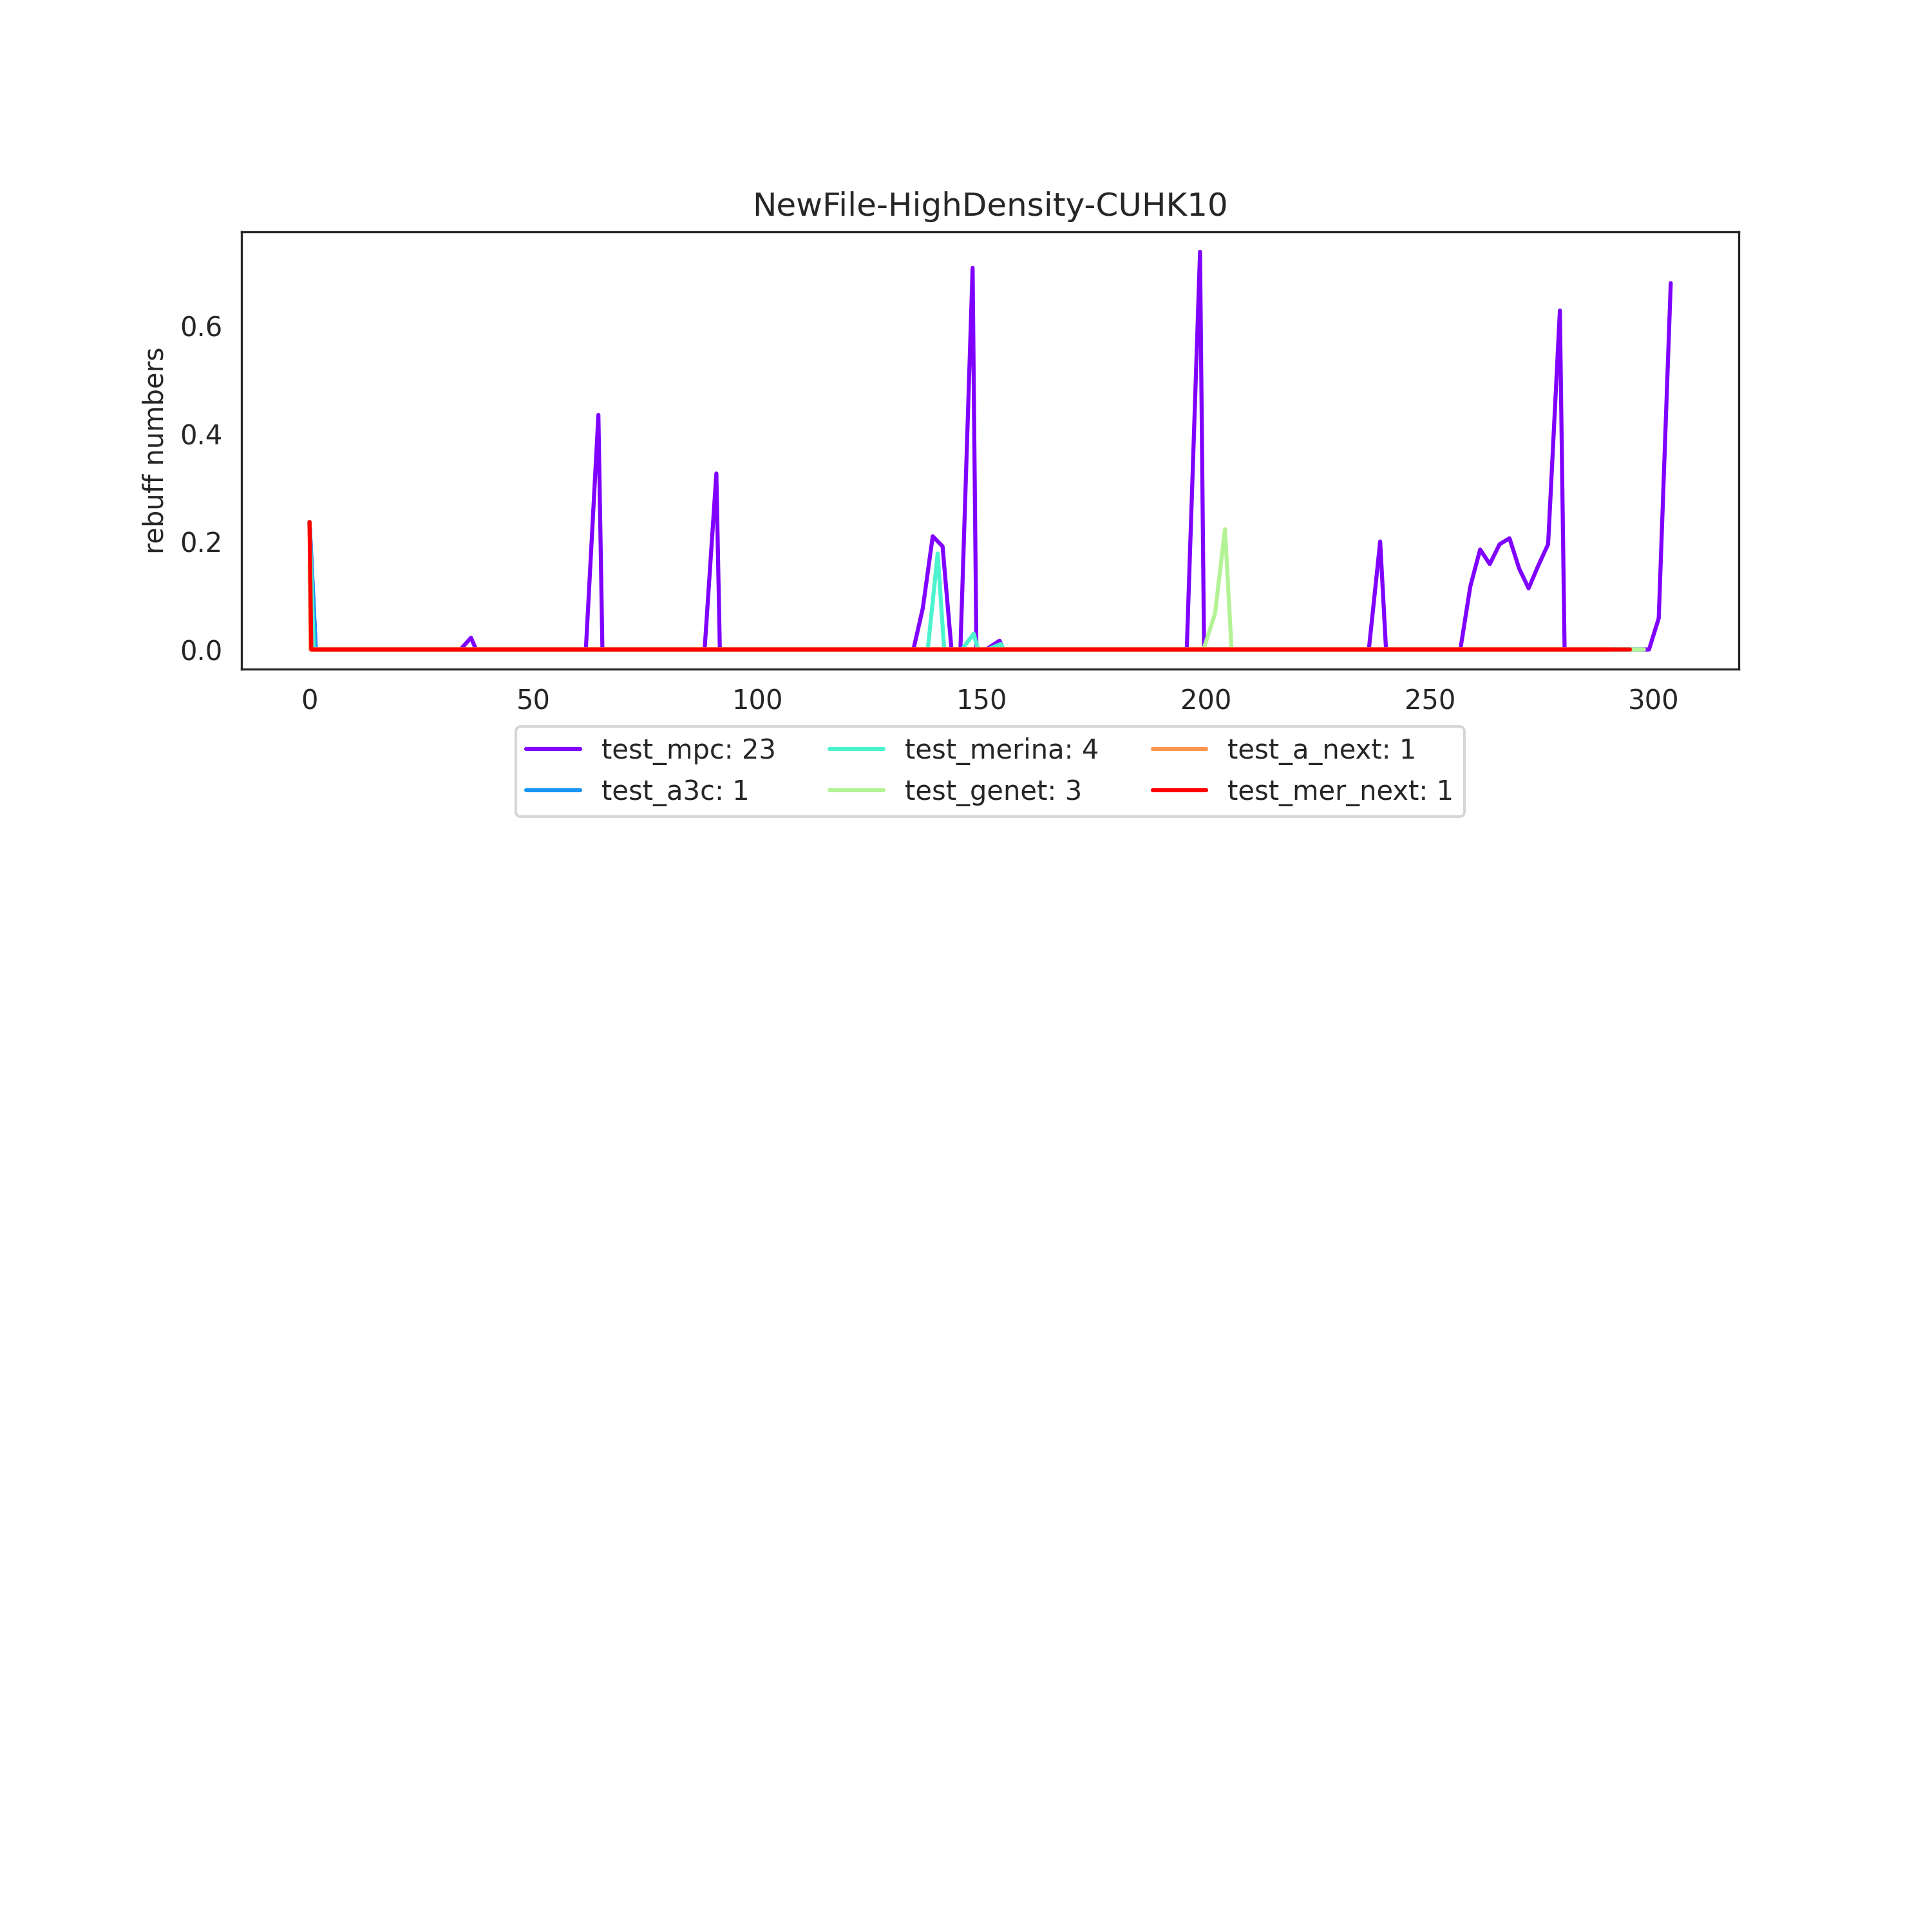 NewFile-HighDensity-CUHK10
rebuff numbers
0.6
0.4
0.2
0.0
0 50 100 150 200 250 300
test_mpc: 23 test_merina: 4 test_a_next: 1
test_a3c: 1 test_genet: 3 test_mer_next: 1